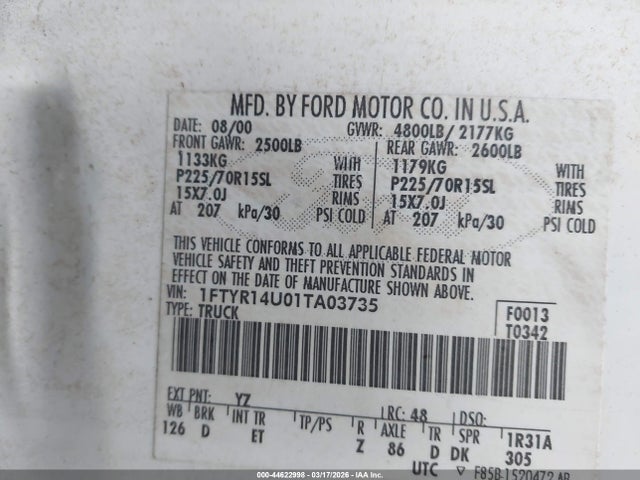 MFD. BY FORD MOTOR CO. IN U.S.A.
DATE: 08/00 GVWR: 4800LB/ 2177KG
FRONT GAWR: 2500LB REAR GAWR: 2600LB
1133KG WITH 1179KG WITH
P225/70R15SL TIRES P225/70R15SL TIRES
15X7.0J RIMS 15X7.0J RIMS
AT 207 kPa/30 PSI COLD AT 207 kPa/30 PSI COLD
THIS VEHICLE CONFORMS TO ALL APPLICABLE FEDERAL MOTOR
VEHICLE SAFETY AND THEFT PREVENTION STANDARDS IN
EFFECT ON THE DATE OF MANUFACTURE SHOWN ABOVE.
VIN: 1FTYR14U01TA03735 F0013
TYPE: TRUCK T0342
EXT PNT: YZ RC: 48 DSO:
WB BRK INT TR TP/PS R AXLE TR SPR 1R31A
126 D ET Z 86 D DK 305
UTC ▽ F85B-1520472-AB
000-44622998 - 03/17/2026 - IAA Inc.